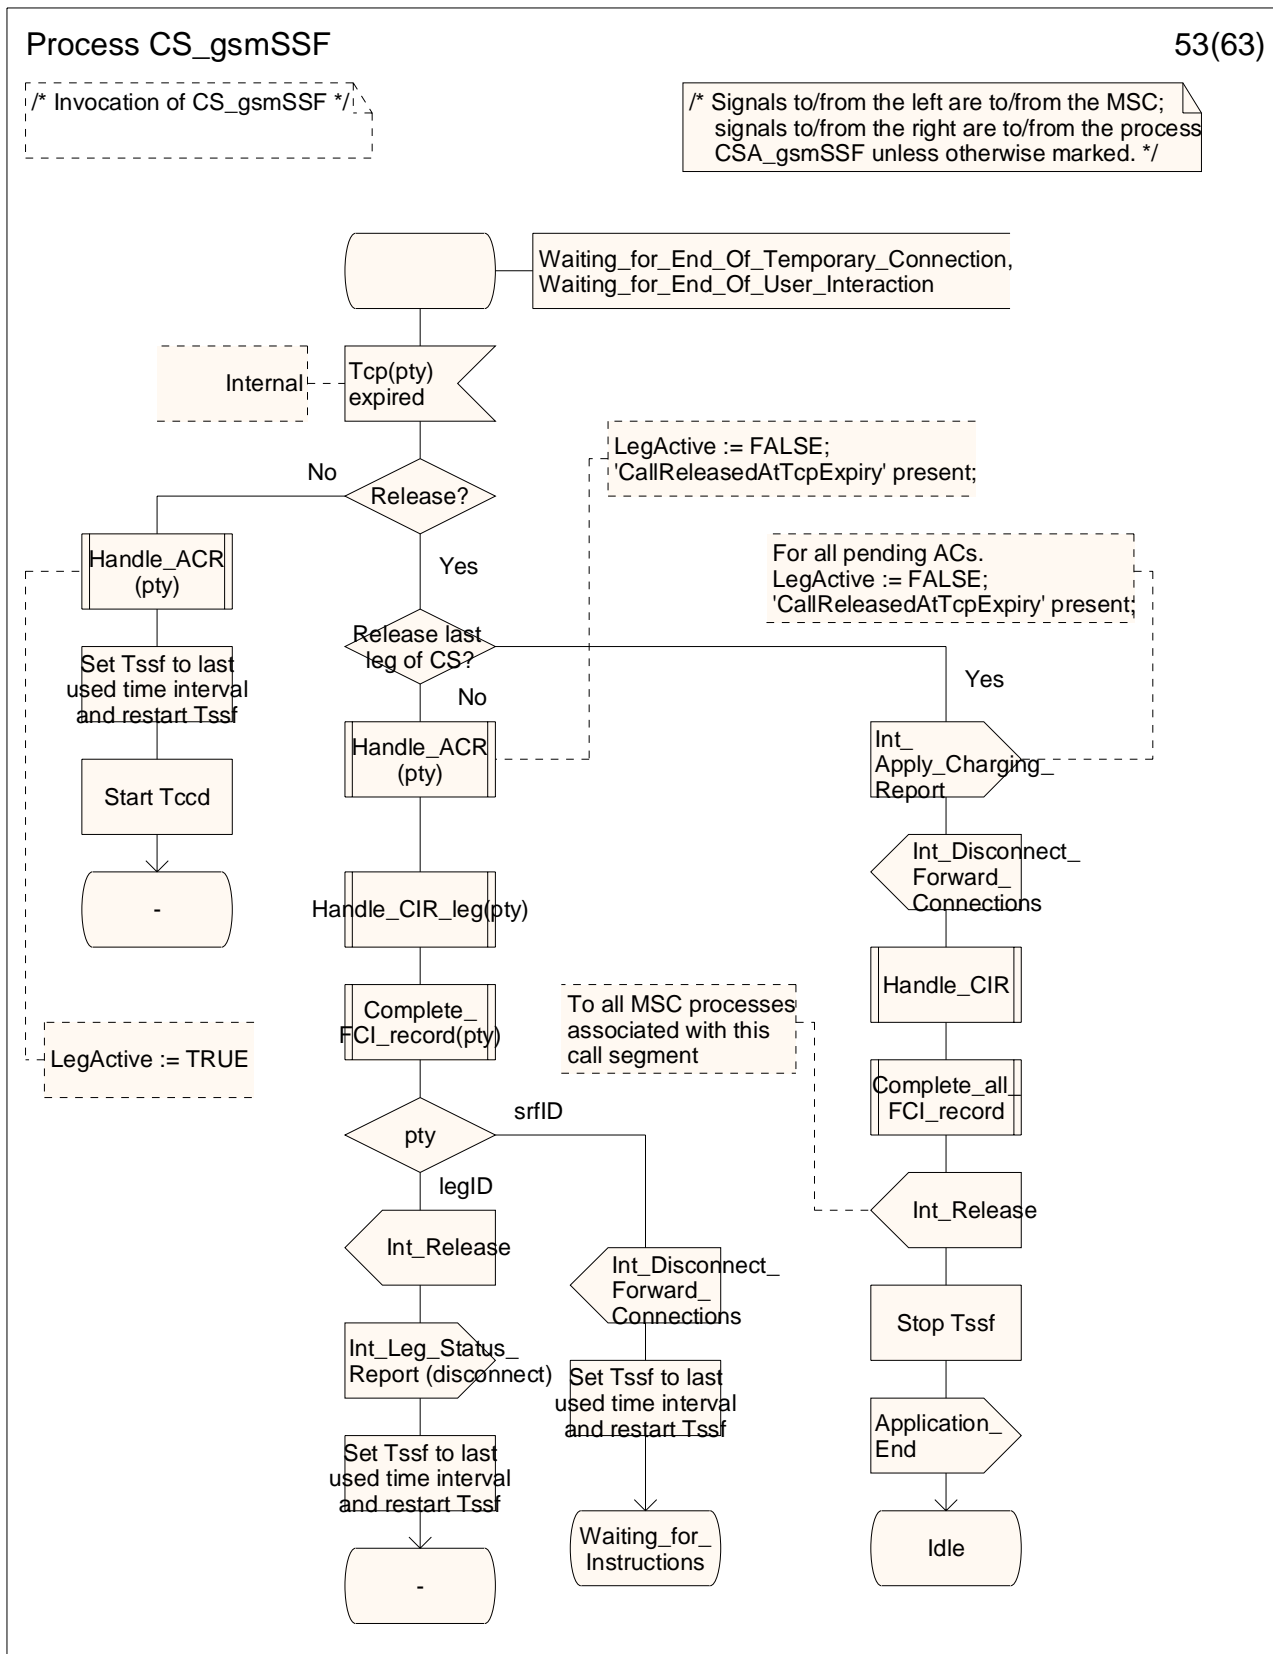 Process CS_gsmSSF
53(63)
/* Invocation of CS_gsmSSF */
/* Signals to/from the left are to/from the MSC;
signals to/from the right are to/from the process
CSA_gsmSSF unless otherwise marked. */
Waiting_for_End_Of_Temporary_Connection,
Waiting_for_End_Of_User_Interaction
Internal
Tcp(pty)
expired
LegActive := FALSE;
'CallReleasedAtTcpExpiry' present;
No
Release?
Yes
For all pending ACs.
LegActive := FALSE;
'CallReleasedAtTcpExpiry' present;
Handle_ACR
(pty)
Release last
leg of CS?
Yes
No
Set Tssf to last
used time interval
and restart Tssf
Handle_ACR
(pty)
Int_
Apply_Charging_
Report
Start Tccd
Int_Disconnect_
Forward_
Connections
-
Handle_CIR_leg(pty)
Handle_CIR
To all MSC processes
associated with this
call segment
Complete_
FCI_record(pty)
LegActive := TRUE
Complete_all_
FCI_record
srfID
pty
legID
Int_Release
Int_Release
Int_Disconnect_
Forward_
Connections
Stop Tssf
Int_Leg_Status_
Report (disconnect)
Set Tssf to last
used time interval
and restart Tssf
Application_
End
Set Tssf to last
used time interval
and restart Tssf
Waiting_for_
Instructions
Idle
-